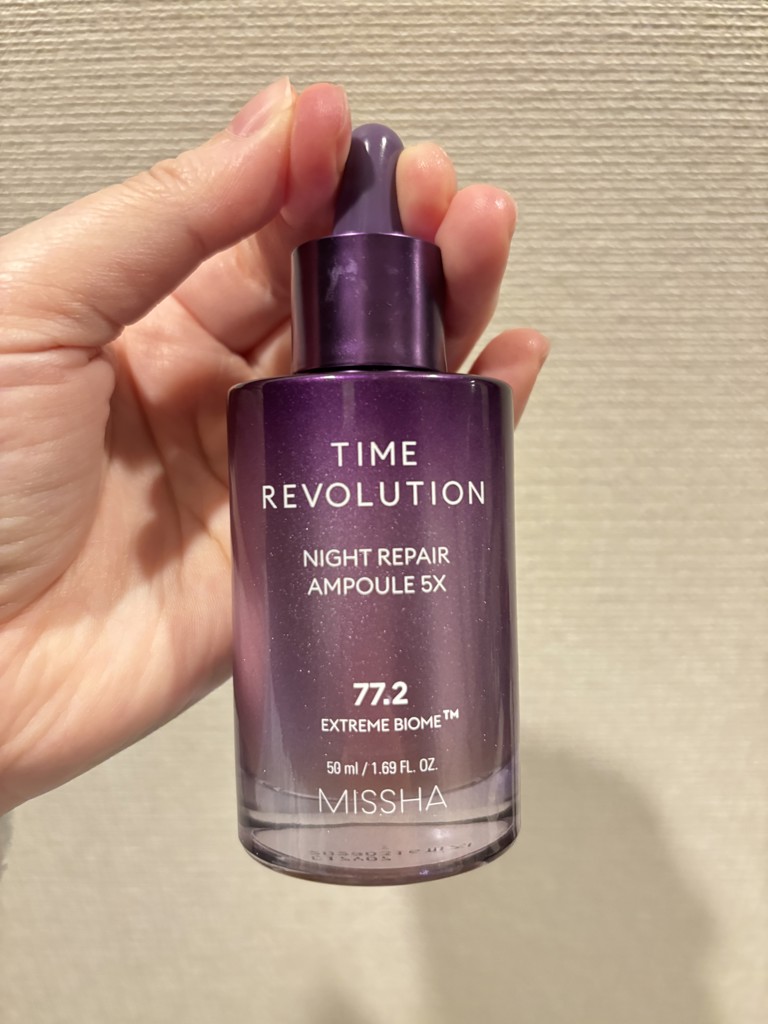 TIME
REVOLUTION
NIGHT REPAIR
AMPOULE 5X
77.2
EXTREME BIOME™
50 ml / 1.69 FL. OZ.
MISSHA